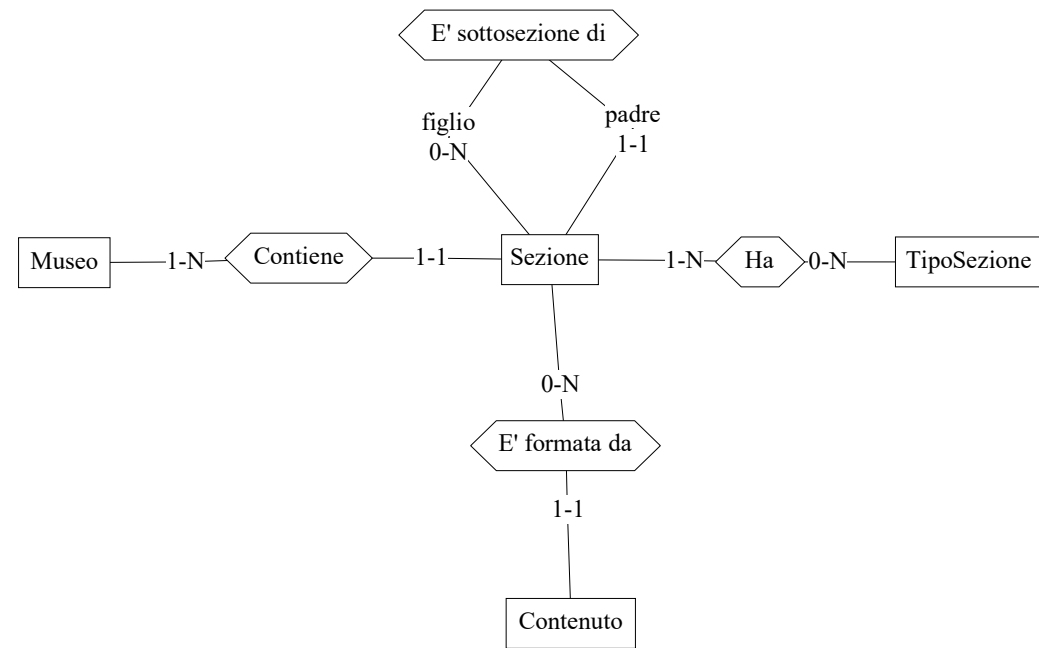 E' sottosezione di
figlio
0-N
padre
1-1
Museo
1-N
Contiene
1-1
Sezione
1-N
Ha
0-N
TipoSezione
0-N
E' formata da
1-1
Contenuto